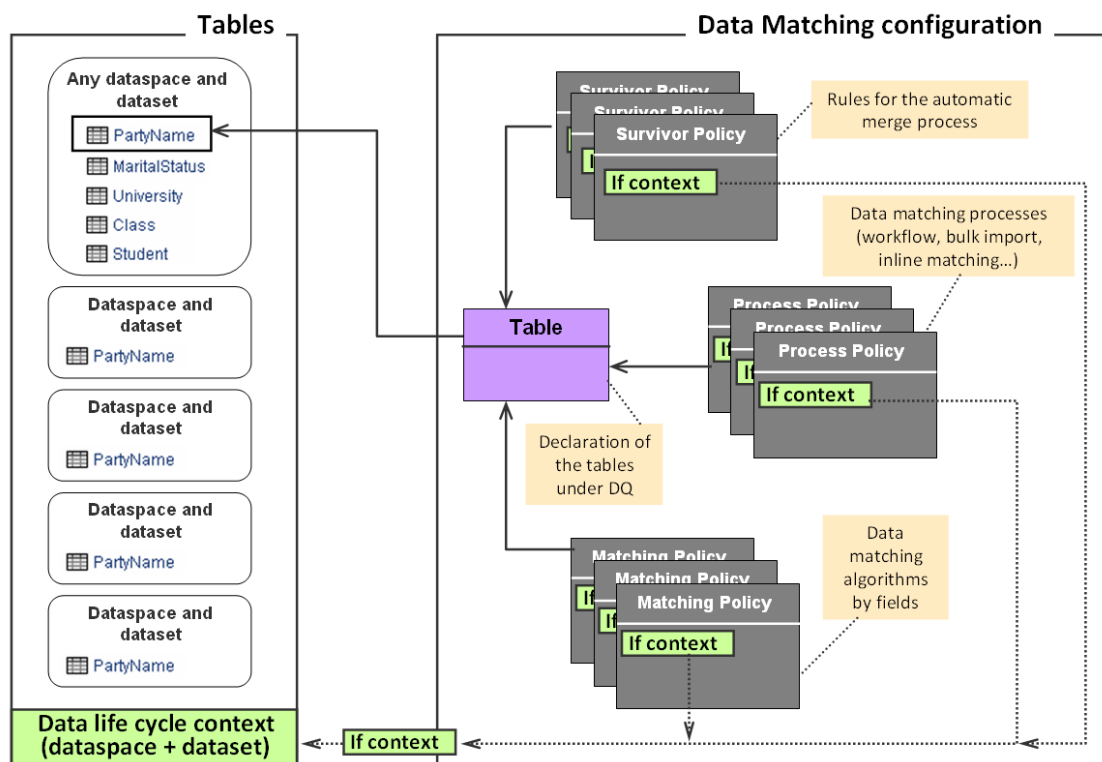 Tables
Any dataspace and
dataset
PartyName
MaritalStatus
University
Class
Student
Dataspace and
dataset
PartyName
Dataspace and
dataset
PartyName
Dataspace and
dataset
PartyName
Dataspace and
dataset
PartyName
Data life cycle context
(dataspace + dataset)
If context
Data Matching configuration
Survivor Policy
Survivor Policy
Survivor Policy
If context
Rules for the automatic
merge process
Data matching processes
(workflow, bulk import,
inline matching...)
Table
Process Policy
Process Policy
If
Process Policy
If
If context
Declaration of
the tables
under DQ
Matching Policy
Matching Policy
If
Matching Policy
If
If context
Data
matching
algorithms
by fields